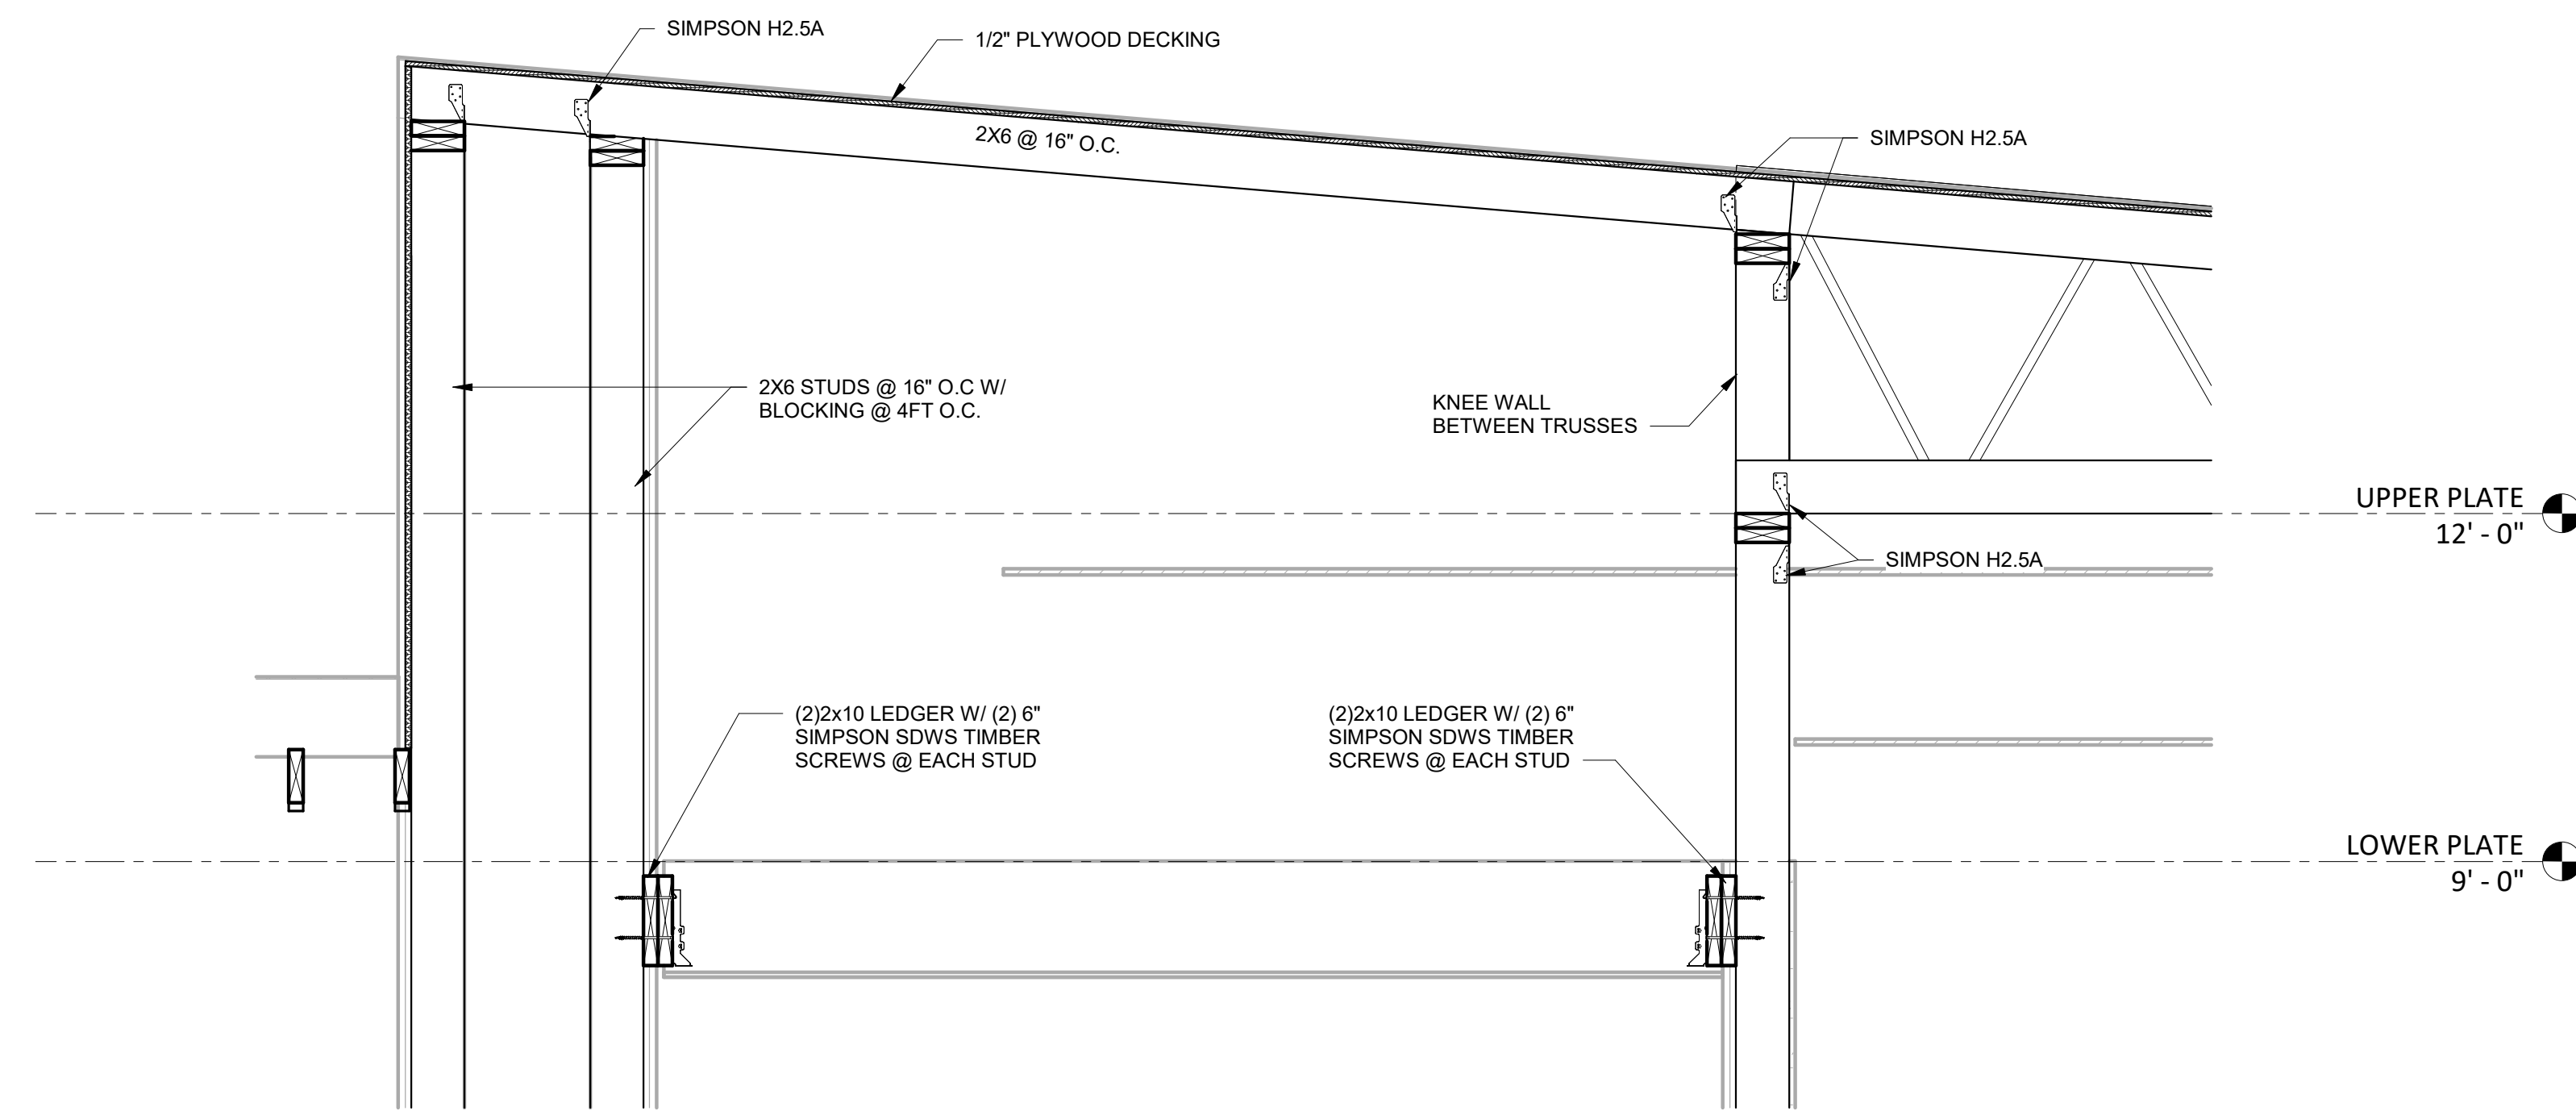 SIMPSON H2.5A
1/2" PLYWOOD DECKING
2X6 @ 16" O.C.
SIMPSON H2.5A
2X6 STUDS @ 16" O.C W/
BLOCKING @ 4FT O.C.
KNEE WALL
BETWEEN TRUSSES
UPPER PLATE
12' - 0"
SIMPSON H2.5A
(2)2x10 LEDGER W/ (2) 6"
SIMPSON SDWS TIMBER
SCREWS @ EACH STUD
(2)2x10 LEDGER W/ (2) 6"
SIMPSON SDWS TIMBER
SCREWS @ EACH STUD
LOWER PLATE
9' - 0"